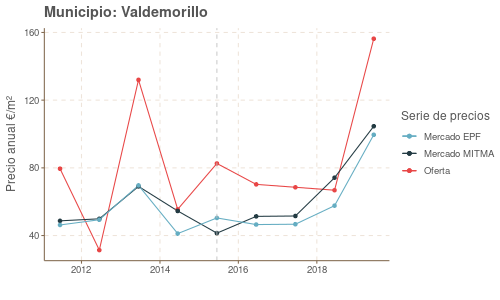 Municipio: Valdemorillo
Precio anual €/m²
160
120
80
40
2012
2014
2016
2018
Serie de precios
Mercado EPF
Mercado MITMA
Oferta